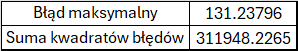 Błąd maksymalny 131.23796
Suma kwadratów błędów 311948.2265